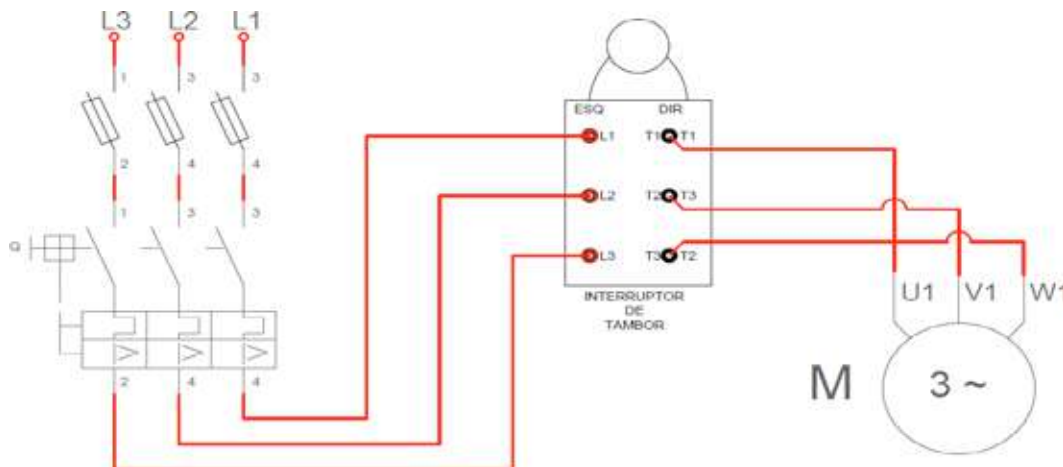 L3 L2 L1
1 3 3
2 4 4
1 3 3
Q
2 4 4
ESQ DIR
L1 T1 T1
L2 T2 T3
L3 T3 T2
INTERRUPTOR
DE
TAMBOR
U1 V1 W1
M 3 ~